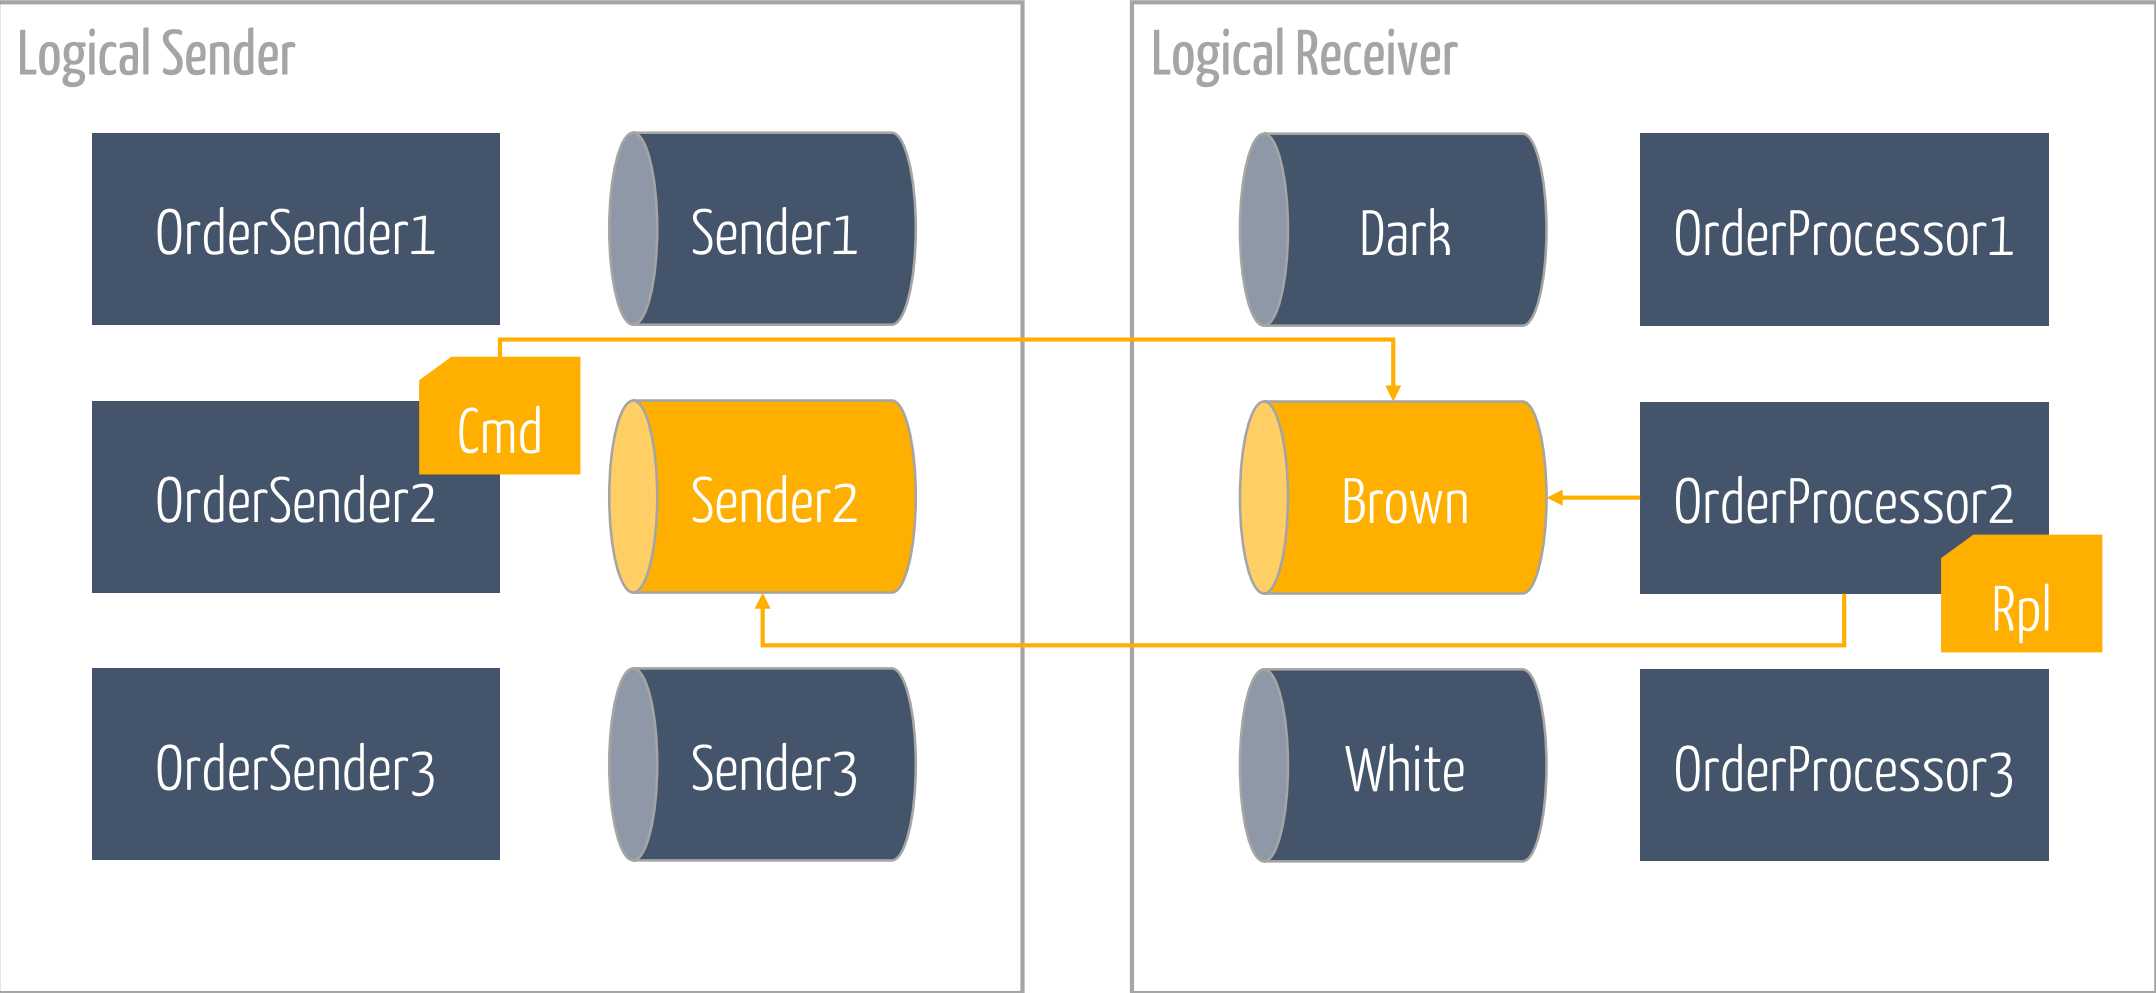 Logical Sender
Logical Receiver
OrderSender1
Sender1
Dark
OrderProcessor1
Cmd
OrderSender2
Sender2
Brown
OrderProcessor2
Rpl
OrderSender3
Sender3
White
OrderProcessor3